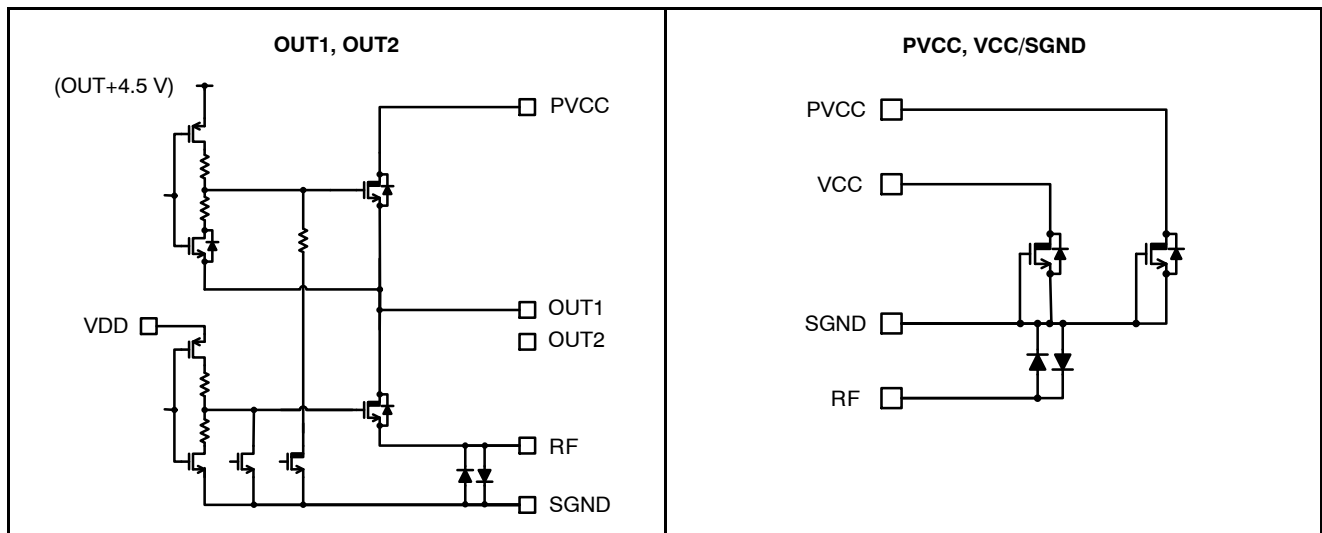 OUT1, OUT2
(OUT+4.5 V)
PVCC
OUT1
VDD
OUT2
RF
SGND
PVCC, VCC/SGND
PVCC
VCC
SGND
RF